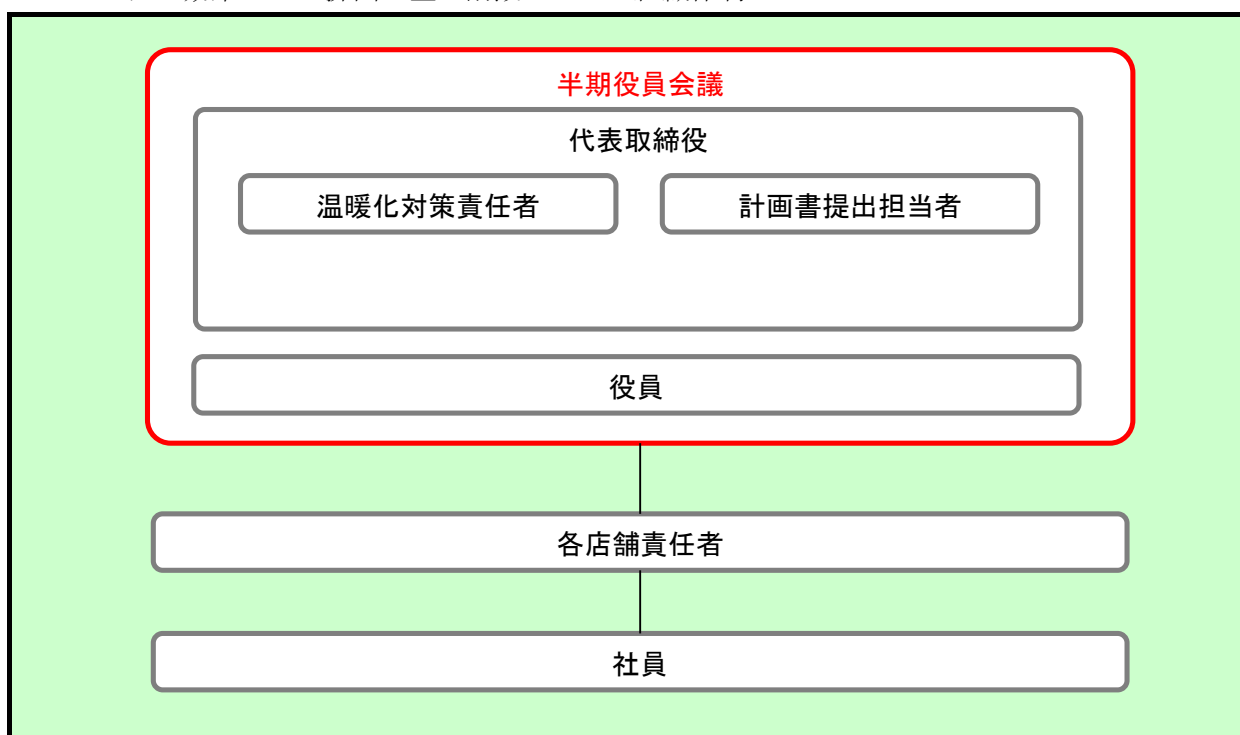 半期役員会議
代表取締役
温暖化対策責任者
計画書提出担当者
役員
各店舗責任者
社員